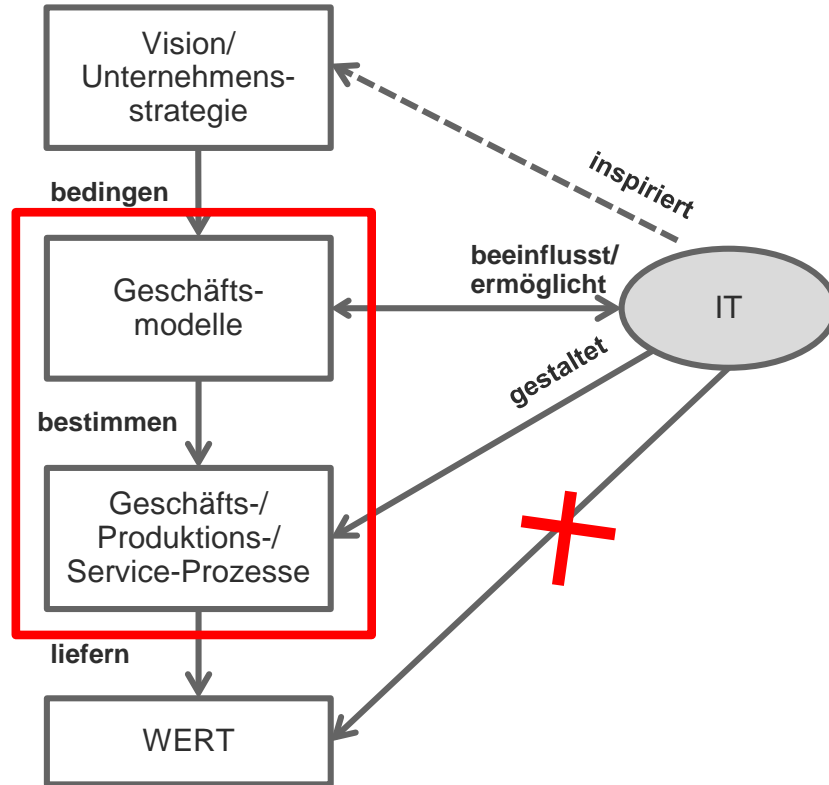 Vision/
Unternehmens-
strategie
inspiriert
bedingen
Geschäfts-
modelle
beeinflusst/
ermöglicht
IT
gestaltet
bestimmen
Geschäfts-/
Produktions-/
Service-Prozesse
liefern
WERT